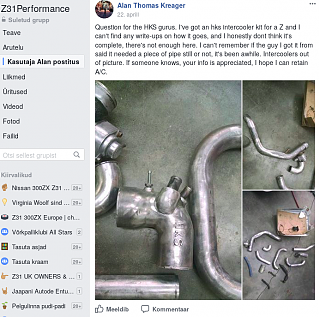 Z31Performance
Suletud grupp
Teave
Arutelu
Kasutaja Alan postitus
Liikmed
Üritused
Videod
Fotod
Failid
Otsi sellest grupist
Kiirvalikud
Nissan 300ZX Z31 ... 20+
Virginia Woolf sind ... 20+
Z31 300ZX Europe | ch... 20+
Võrkpalliklubi All Stars 2
Tasuta asjad 20+
Tasuta kraam 20+
Z31 UK OWNERS & ... 1
Jaapani Autode Entu... 1
Pelgulinna pudi-padi 20+
Alan Thomas Kreager
22. aprill
Question for the HKS gurus. I've got an hks intercooler kit for a Z and I
can't find any write-ups on how it goes, and I honestly dont think it's
complete, there's not enough here. I can't remember if the guy I got it from
said it needed a piece of pipe still or not, it's been awhile. Intercoolers out
of picture. If someone knows, your info is appreciated, I hope I can retain
A/C.
Meeldib
Kommentaar